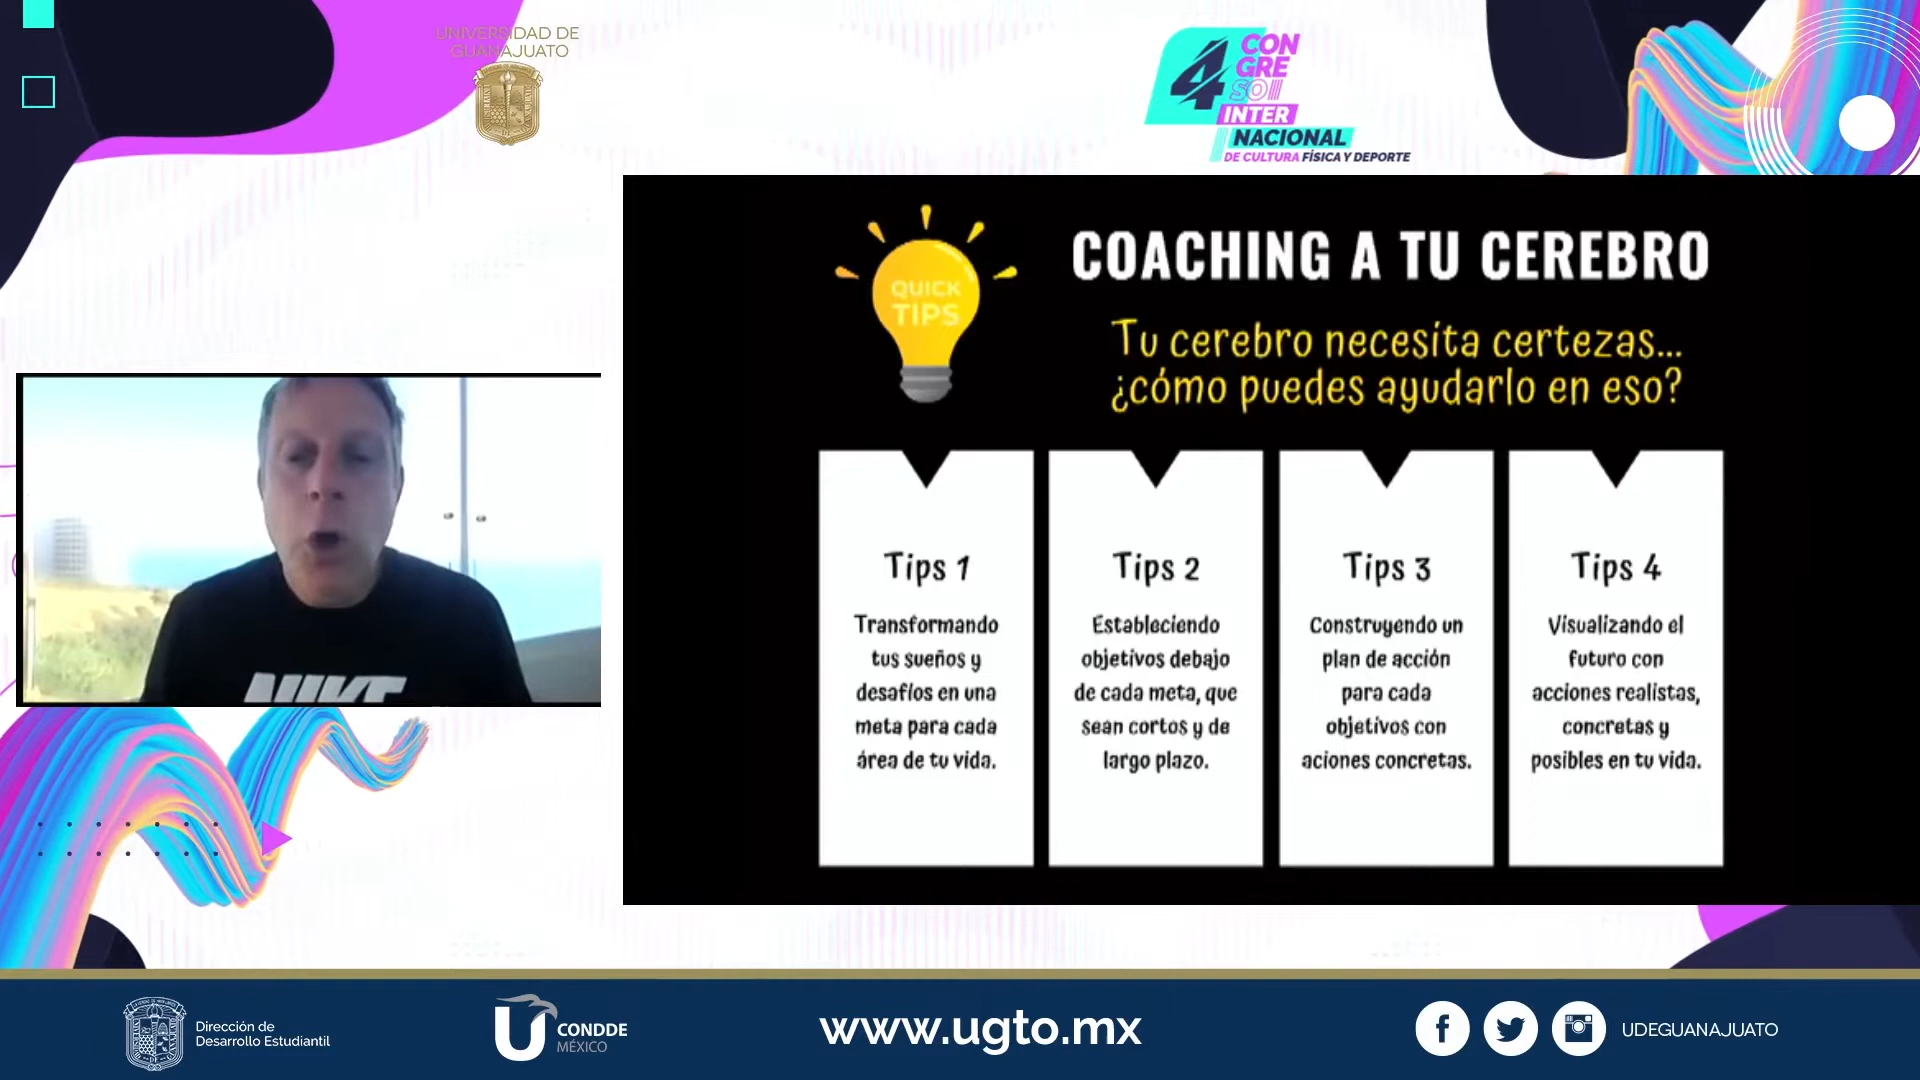 UNIVERSIDAD DE
GUANAJUATO
4 CON
GRE
SO
INTER
NACIONAL
DE CULTURA FÍSICA Y DEPORTE
QUICK
TIPS
COACHING A TU CEREBRO
Tu cerebro necesita certezas...
¿cómo puedes ayudarlo en eso?
Tips 1
Transformando
tus sueños y
desafíos en una
meta para cada
área de tu vida.
Tips 2
Estableciendo
objetivos debajo
de cada meta, que
sean cortos y de
largo plazo.
Tips 3
Construyendo un
plan de acción
para cada
objetivos con
aciones concretas.
Tips 4
Visualizando el
futuro con
acciones realistas,
concretas y
posibles en tu vida.
NIKE
Dirección de
Desarrollo Estudiantil
U CONDDE
MÉXICO
www.ugto.mx
UDEGUANAJUATO